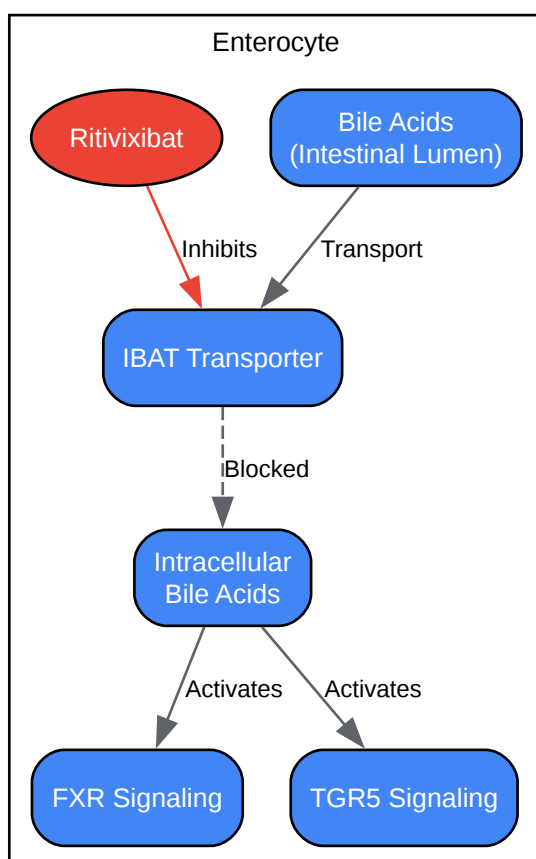 Enterocyte
Ritivixibat
Bile Acids
(Intestinal Lumen)
Inhibits
Transport
IBAT Transporter
Blocked
Intracellular
Bile Acids
Activates
Activates
FXR Signaling
TGR5 Signaling